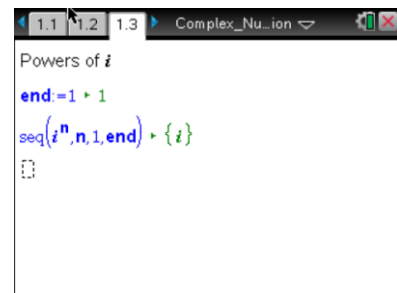 1.1 1.2 1.3 Complex_Nu...ion
Powers of i
end:=1 ▸ 1
seq(iⁿ,n,1,end) ▸ {i}